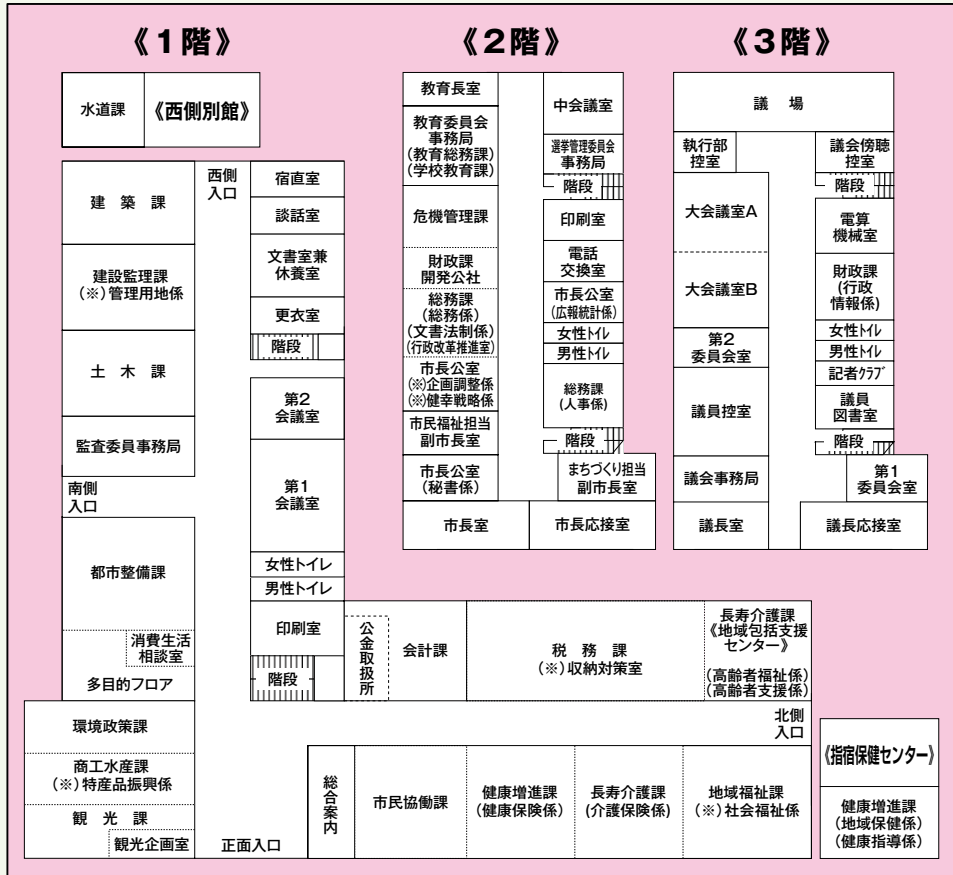 《1階》
水道課
《西側別館》
建築課
西側
入口
宿直室
談話室
建設監理課
(※)管理用地係
文書室兼
休養室
更衣室
階段
土木課
第2
会議室
監査委員事務局
第1
会議室
南側
入口
都市整備課
女性トイレ
男性トイレ
消費生活
相談室
多目的フロア
印刷室
階段
公金取扱所
会計課
税務課
(※)収納対策室
長寿介護課
《地域包括支援
センター》
(高齢者福祉係)
(高齢者支援係)
北側
入口
環境政策課
商工水産課
(※)特産品振興係
観光課
観光企画室
正面入口
総合案内
市民協働課
健康増進課
(健康保険係)
長寿介護課
(介護保険係)
地域福祉課
(※)社会福祉係
《指宿保健センター》
健康増進課
(地域保健係)
(健康指導係)
《2階》
教育長室
教育委員会
事務局
(教育総務課)
(学校教育課)
危機管理課
財政課
開発公社
総務課
(総務係)
(文書法制係)
(行政改革推進室)
市長公室
(※)企画調整係
(※)健幸戦略係
市民福祉担当
副市長室
市長公室
(秘書係)
市長室
中会議室
選挙管理委員会
事務局
階段
印刷室
電話
交換室
市長公室
(広報統計係)
女性トイレ
男性トイレ
総務課
(人事係)
階段
まちづくり担当
副市長室
市長応接室
《3階》
議場
執行部
控室
大会議室A
大会議室B
第2
委員会室
議員控室
議会事務局
議長室
議会傍聴
控室
階段
電算
機械室
財政課
(行政
情報係)
女性トイレ
男性トイレ
記者クラブ
議員
図書室
階段
第1
委員会室
議長応接室